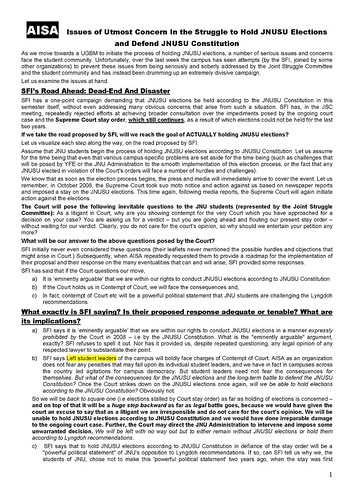 AISA
Issues of Utmost Concern in the Struggle to Hold JNUSU Elections
and Defend JNUSU Constitution
As we move towards a UGBM to initiate the process of holding JNUSU elections, a number of serious issues and concerns
face the student community. Unfortunately, over the last week the campus has seen attempts (by the SFI, joined by some
other organizations) to prevent these issues from being seriously and soberly addressed by the Joint Struggle Committee
and the student community and has instead been drumming up an extremely divisive campaign.
Let us examine the issues at hand.
SFI's Road Ahead: Dead-End And Disaster
SFI has a one-point campaign demanding that JNUSU elections be held according to the JNUSU Constitution in this
semester itself, without even addressing many obvious concerns that arise from such a situation. SFI has, in the JSC
meeting, repeatedly rejected efforts at achieving broader consultation over the impediments posed by the ongoing court
case and the Supreme Court stay order, which still continues, as a result of which elections could not be held for the last
two years.
If we take the road proposed by SFI, will we reach the goal of ACTUALLY holding JNUSU elections?
Let us visualize each step along the way, on the road proposed by SFI.
Assume that JNU students begin the process of holding JNUSU elections according to JNUSU Constitution. Let us assume
for the time being that even that various campus-specific problems are set aside for the time being (such as challenges that
will be posed by YFE or the JNU Administration to the smooth implementation of this election process, or the fact that any
JNUSU elected in violation of the Court's orders will face a number of hurdles and challenges).
We know that as soon as the election process begins, the press and media will immediately arrive to cover the event. Let us
remember, in October 2008, the Supreme Court took suo moto notice and action against us based on newspaper reports
and imposed a stay on the JNUSU elections. This time again, following media reports, the Supreme Court will again initiate
action against the elections.
The Court will pose the following inevitable questions to the JNU students (represented by the Joint Struggle
Committee): As a litigant in Court, why are you showing contempt for the very Court which you have approached for a
decision on your case? You are asking us for a verdict – but you are going ahead and flouting our present stay order –
without waiting for our verdict. Clearly, you do not care for the court's opinion, so why should we entertain your petition any
more?
What will be our answer to the above questions posed by the Court?
SFI initially never even considered these questions (their leaflets never mentioned the possible hurdles and objections that
might arise in Court.) Subsequently, when AISA repeatedly requested them to provide a roadmap for the implementation of
their proposal and their response on the many eventualities that can and will arise, SFI provided some responses.
SFI has said that if the Court questions our move,
a) It is 'eminently arguable' that we are within our rights to conduct JNUSU elections according to JNUSU Constitution
b) If the Court holds us in Contempt of Court, we will face the consequences and,
c) In fact, contempt of Court etc will be a powerful political statement that JNU students are challenging the Lyngdoh
recommendations
What exactly is SFI saying? Is their proposed response adequate or tenable? What are
its implications?
a) SFI says it is 'eminently arguable' that we are within our rights to conduct JNUSU elections in a manner expressly
prohibited by the Court in 2008 – i.e by the JNUSU Constitution. What is the "eminently arguable" argument,
exactly? SFI refuses to spell it out. Nor has it provided us, despite repeated questioning, any legal opinion of any
respected lawyer to substantiate their point.
b) SFI says Left student leaders of the campus will boldly face charges of Contempt of Court. AISA as an organization
does not fear any penalties that may fall upon its individual student leaders, and we have in fact in campuses across
the country led agitations for campus democracy. But student leaders need not fear the consequences for
themselves. But what of the consequences of the fate of the JNUSU elections and the long-term battle to defend the JNUSU
Constitution? Once the Court strikes down on the JNUSU elections once again, will we be able to hold elections
according to the JNUSU Constitution? Obviously not.
So we will be back to square one (i.e elections stalled by Court stay order) as far as holding of elections is concerned –
and on top of that it will be a huge step backward as far as legal battle goes, because we would have given the
court an excuse to say that as a litigant we are irresponsible and do not care for the court's opinion. We will be
unable to hold JNUSU elections according to JNUSU Constitution and we would have done irreparable damage
to the ongoing court case. Further, the Court may direct the JNU Administration to intervene and impose some
unwarranted decision. We will be left with no way out but to either remain without JNUSU elections or hold them
according to Lyngdoh recommendations.
c) SFI says that to hold JNUSU elections according to JNUSU Constitution in defiance of the stay order will be a
"powerful political statement" of JNU's opposition to Lyngdoh recommendations. If so, can SFI tell us why we, the
students of JNU, chose not to make this "powerful political statement" two years ago, when the stay was first
1